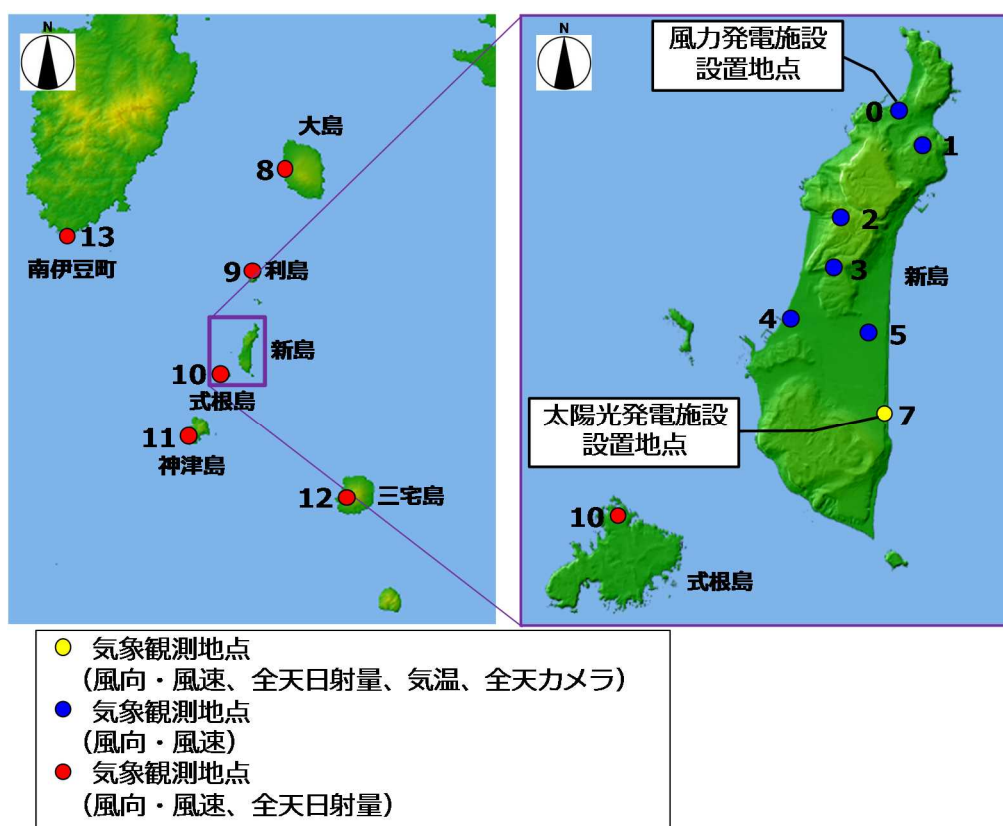 N
大島
8
13
南伊豆町
9
利島
新島
10
式根島
11
神津島
12
三宅島
N
風力発電施設
設置地点
0
1
2
3
新島
4
5
太陽光発電施設
設置地点
7
10
式根島
気象観測地点
(風向・風速、全天日射量、気温、全天カメラ)
気象観測地点
(風向・風速)
気象観測地点
(風向・風速、全天日射量)